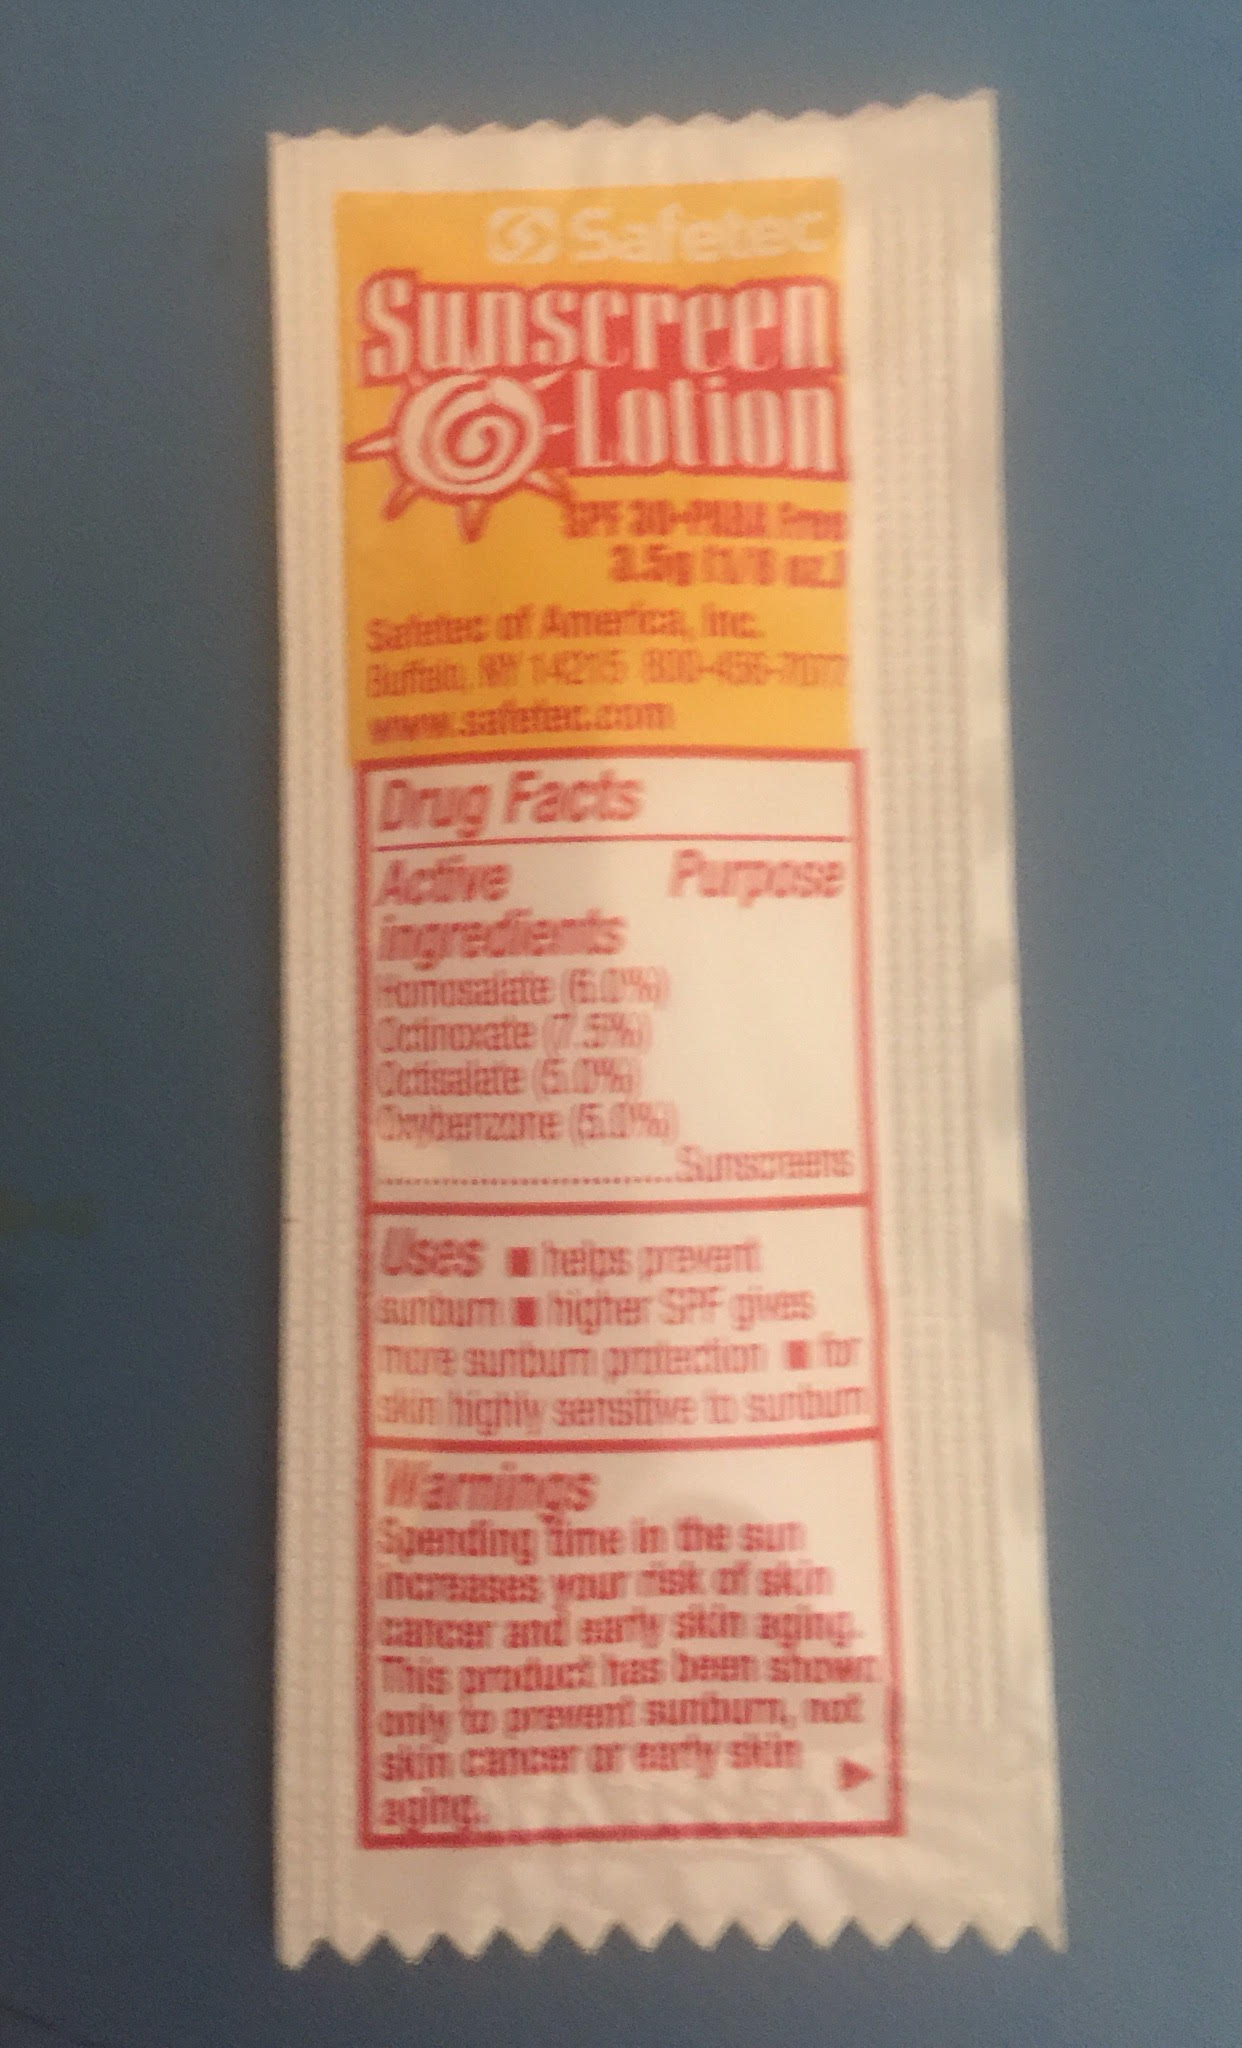 Safetec
Sunscreen
Lotion
SPF 30-PABA Free
3.5g (1/8 oz.)
Safetec of America, Inc.
Buffalo, NY 14215 800-456-7077
www.safetec.com
Drug Facts
Active Purpose
ingredients
Homosalate (6.0%)
Octinoxate (7.5%)
Octisalate (5.0%)
Oxybenzone (5.0%)
..............................Sunscreens
Uses ■ helps prevent
sunburn ■ higher SPF gives
more sunburn protection ■ for
skin highly sensitive to sunburn
Warnings
Spending time in the sun
increases your risk of skin
cancer and early skin aging.
This product has been shown
only to prevent sunburn, not
skin cancer or early skin
aging.